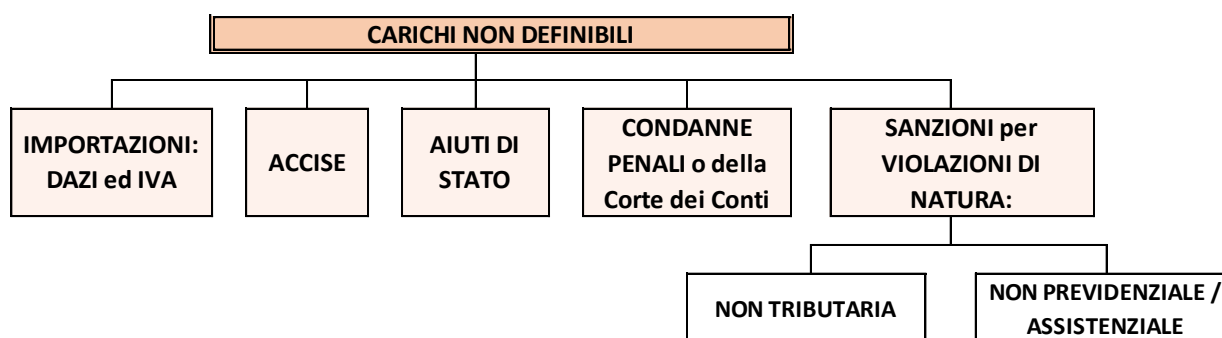 CARICHI NON DEFINIBILI
IMPORTAZIONI:
DAZI ed IVA
ACCISE
AIUTI DI
STATO
CONDANNE
PENALI o della
Corte dei Conti
SANZIONI per
VIOLAZIONI DI
NATURA:
NON TRIBUTARIA
NON PREVIDENZIALE /
ASSISTENZIALE